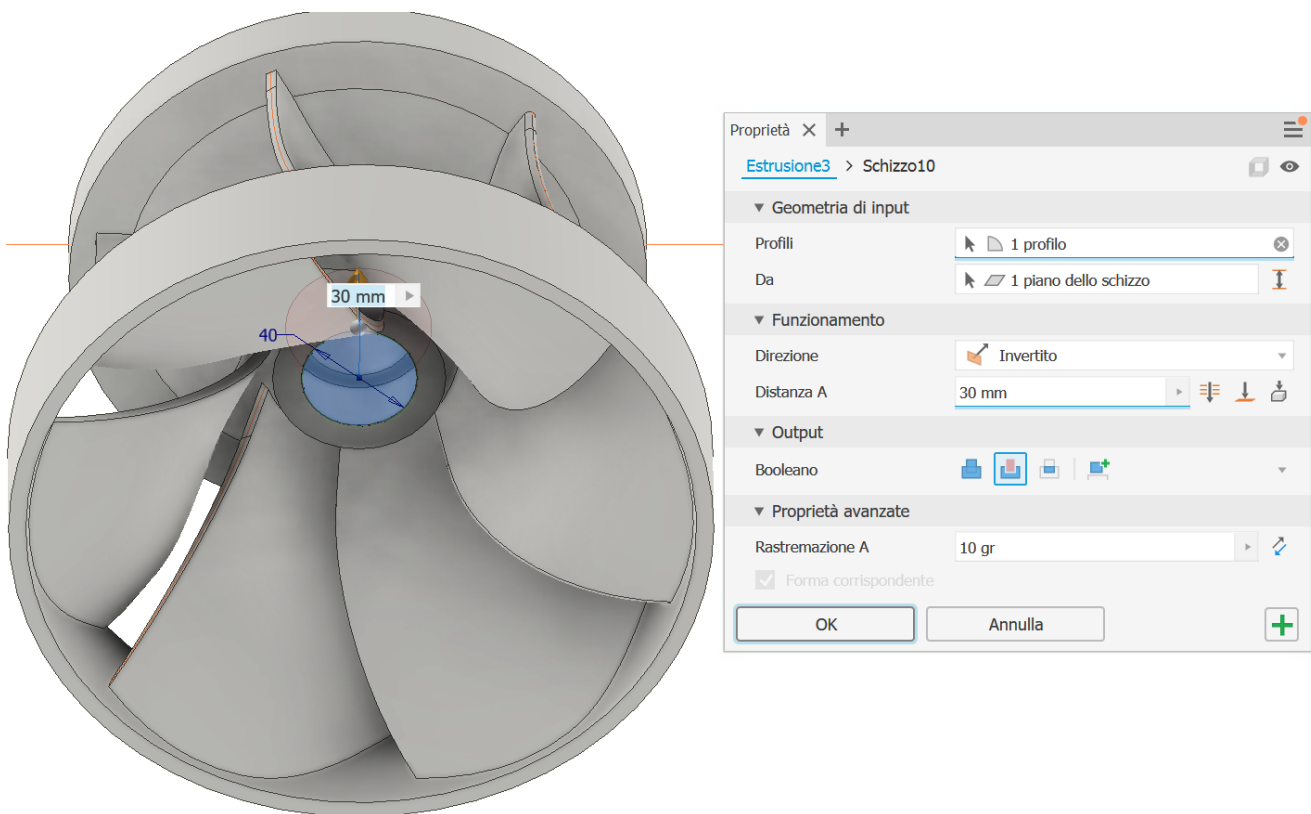 30 mm
40
Proprietà
Estrusione3 > Schizzo10
Geometria di input
Profili 1 profilo
Da 1 piano dello schizzo
Funzionamento
Direzione Invertito
Distanza A 30 mm
Output
Booleano
Proprietà avanzate
Rastremazione A 10 gr
Forma corrispondente
OK Annulla